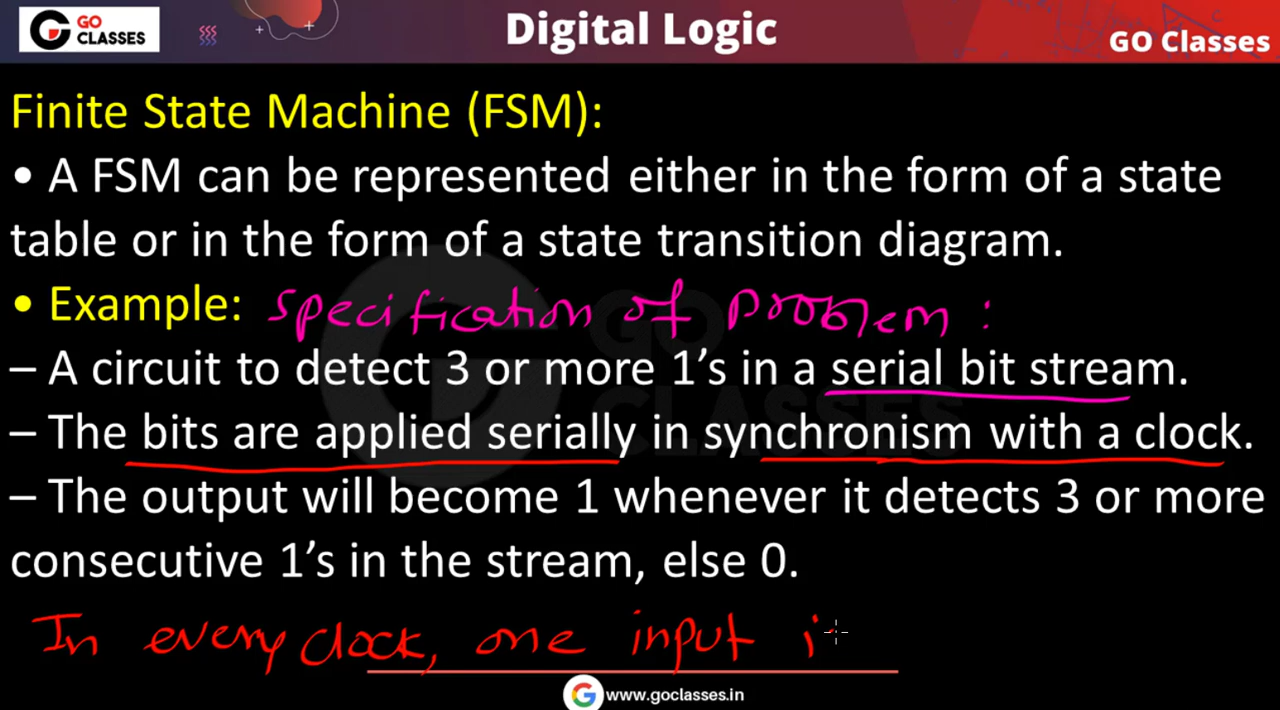 GO CLASSES
Digital Logic
GO Classes
Finite State Machine (FSM):
• A FSM can be represented either in the form of a state
table or in the form of a state transition diagram.
• Example: Specification of problem:
– A circuit to detect 3 or more 1’s in a serial bit stream.
– The bits are applied serially in synchronism with a clock.
– The output will become 1 whenever it detects 3 or more
consecutive 1’s in the stream, else 0.
In every clock, one input i
www.goclasses.in
GO CLASSES